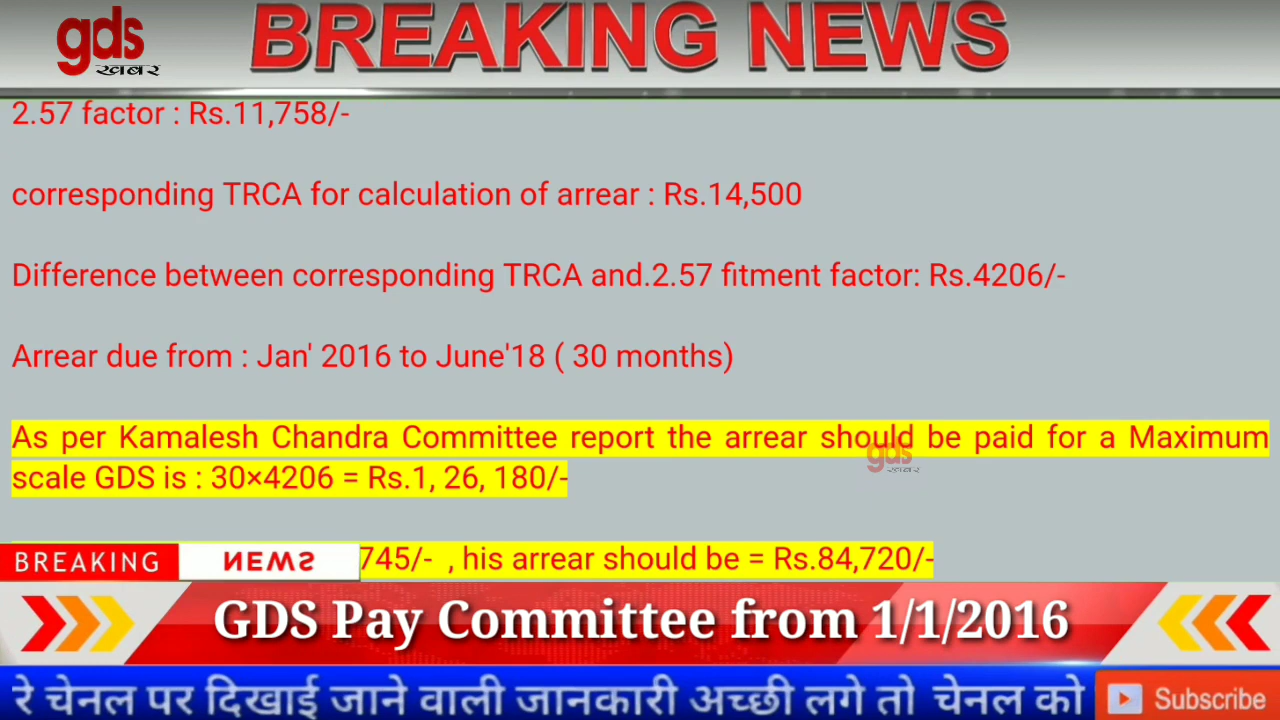 gds
खबर
BREAKING NEWS
2.57 factor : Rs.11,758/-
corresponding TRCA for calculation of arrear : Rs.14,500
Difference between corresponding TRCA and.2.57 fitment factor: Rs.4206/-
Arrear due from : Jan' 2016 to June'18 ( 30 months)
As per Kamalesh Chandra Committee report the arrear should be paid for a Maximum
scale GDS is : 30×4206 = Rs.1, 26, 180/-
gds
खबर
745/- , his arrear should be = Rs.84,720/-
BREAKING NEWS
GDS Pay Committee from 1/1/2016
रे चेनल पर दिखाई जाने वाली जानकारी अच्छी लगे तो चेनल को
Subscribe